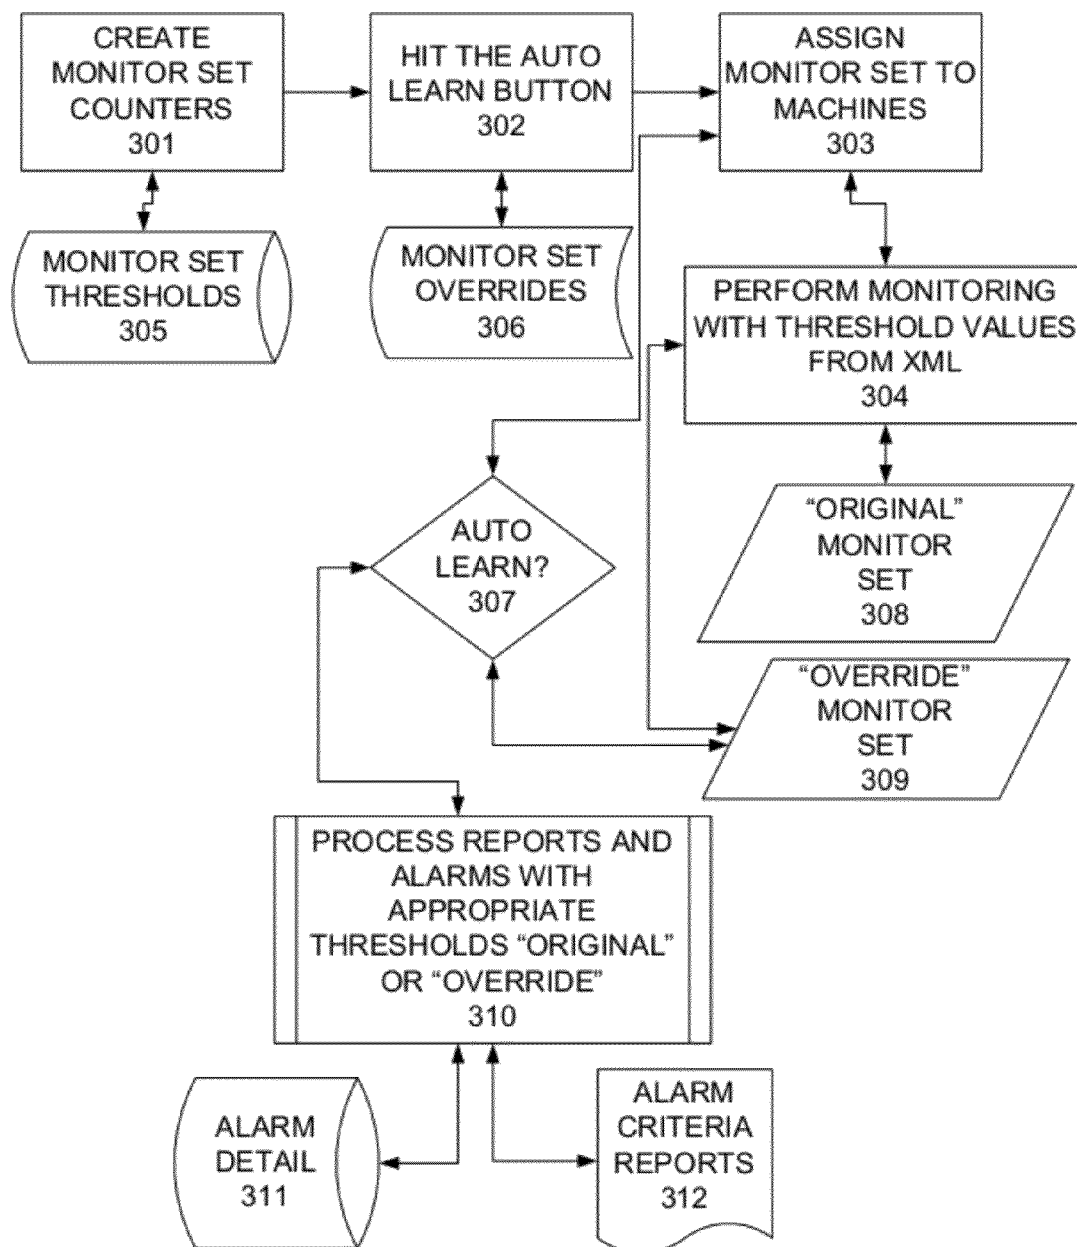 CREATE
MONITOR SET
COUNTERS
301
HIT THE AUTO
LEARN BUTTON
302
ASSIGN
MONITOR SET TO
MACHINES
303
MONITOR SET
THRESHOLDS
305
MONITOR SET
OVERRIDES
306
PERFORM MONITORING
WITH THRESHOLD VALUES
FROM XML
304
AUTO
LEARN?
307
“ORIGINAL”
MONITOR
SET
308
“OVERRIDE”
MONITOR
SET
309
PROCESS REPORTS AND
ALARMS WITH
APPROPRIATE
THRESHOLDS “ORIGINAL”
OR “OVERRIDE”
310
ALARM
DETAIL
311
ALARM
CRITERIA
REPORTS
312